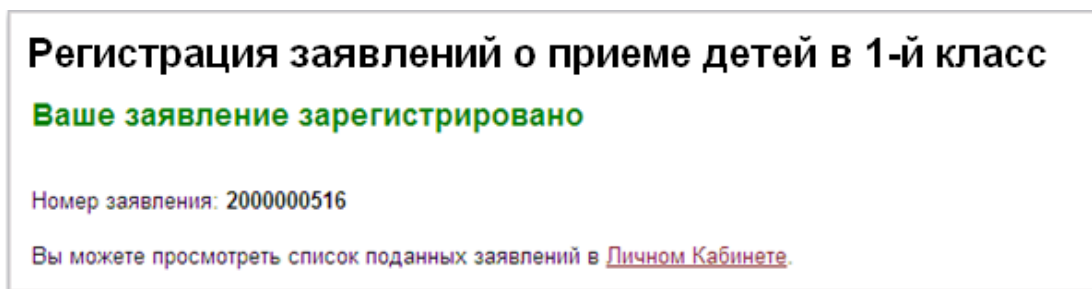 Регистрация заявлений о приеме детей в 1-й класс
Ваше заявление зарегистрировано
Номер заявления: 2000000516
Вы можете просмотреть список поданных заявлений в Личном Кабинете.